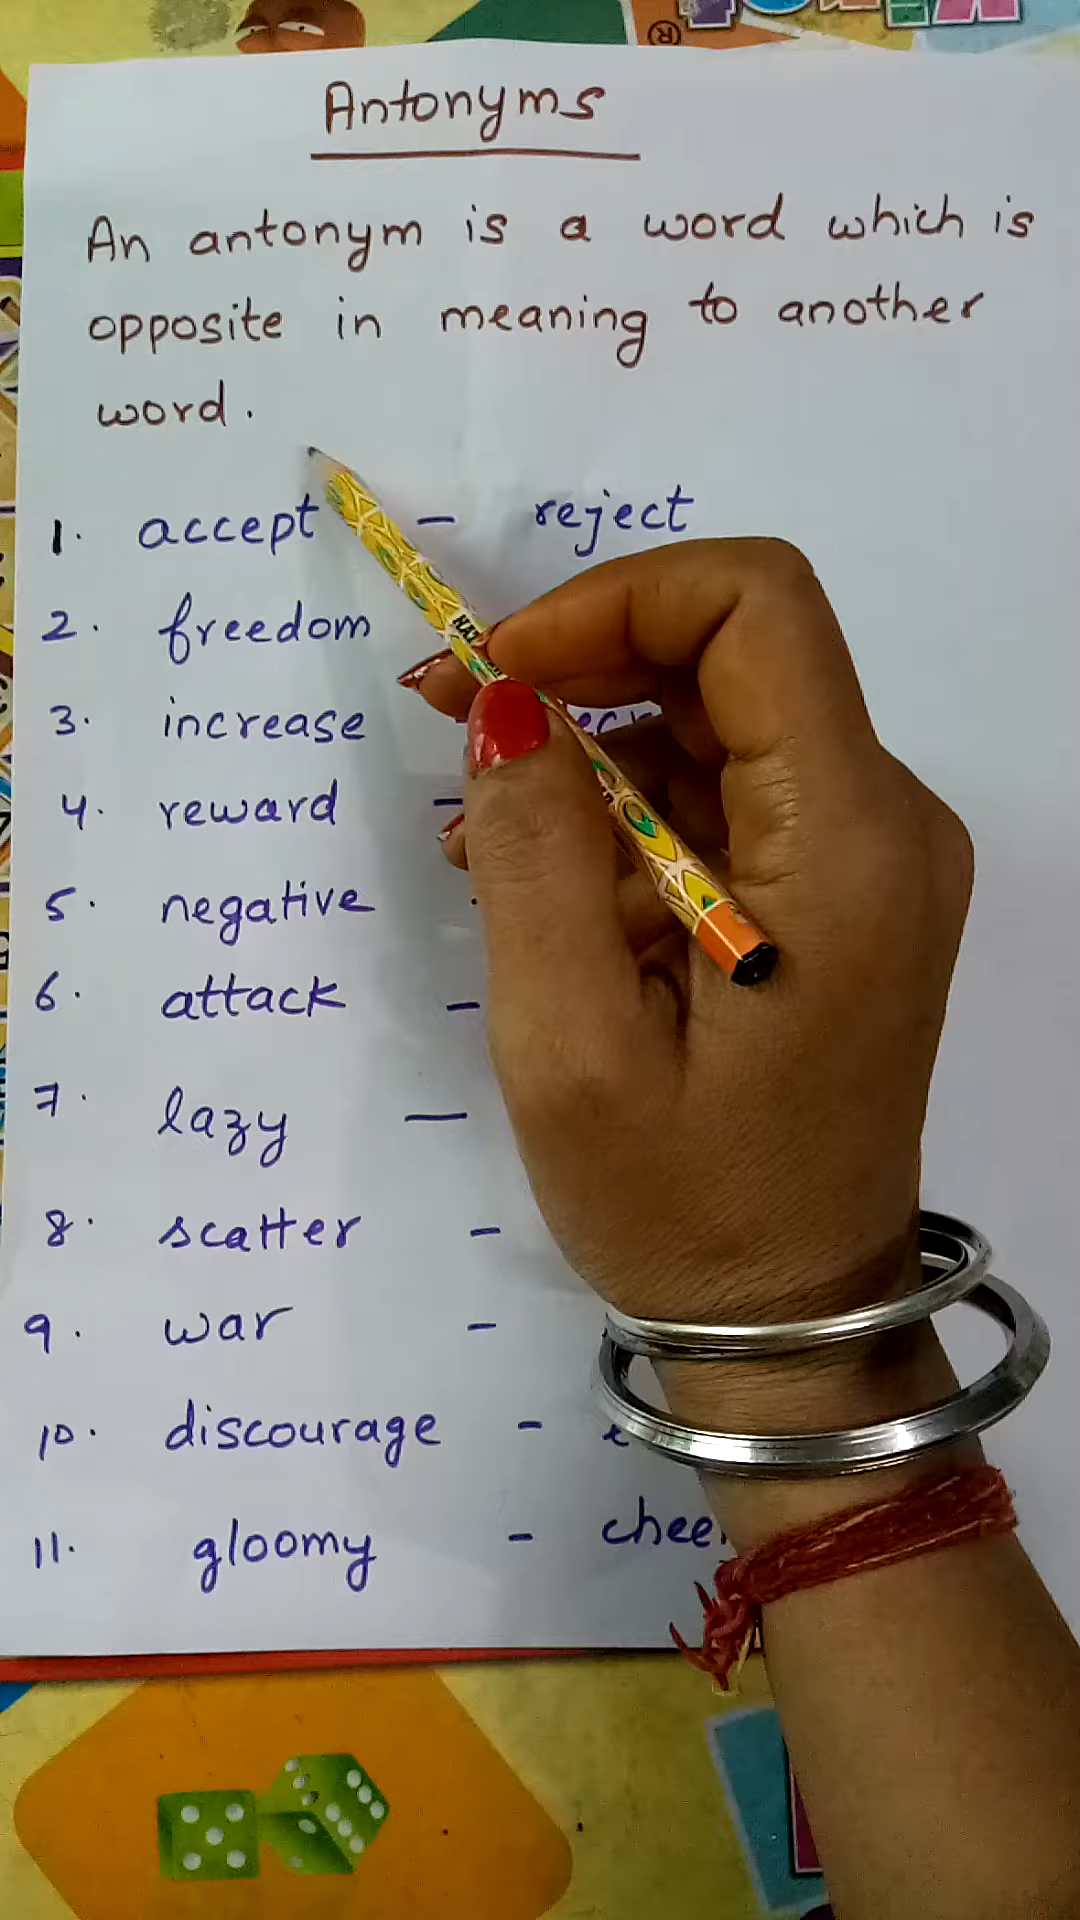 Antonyms
An antonym is a word which is
opposite in meaning to another
word.
1. accept - reject
2. freedom
3. increase -
4. reward -
5. negative
6. attack -
7. lazy -
8. scatter -
9. war -
10. discourage -
11. gloomy -